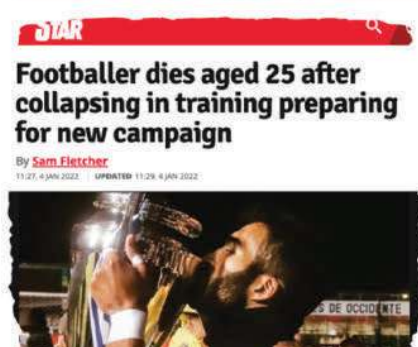 STAR
Footballer dies aged 25 after
collapsing in training preparing
for new campaign
By Sam Fletcher
11:27, 4 JAN 2022 UPDATED 11:29, 4 JAN 2022
S DE OCCIDENTE